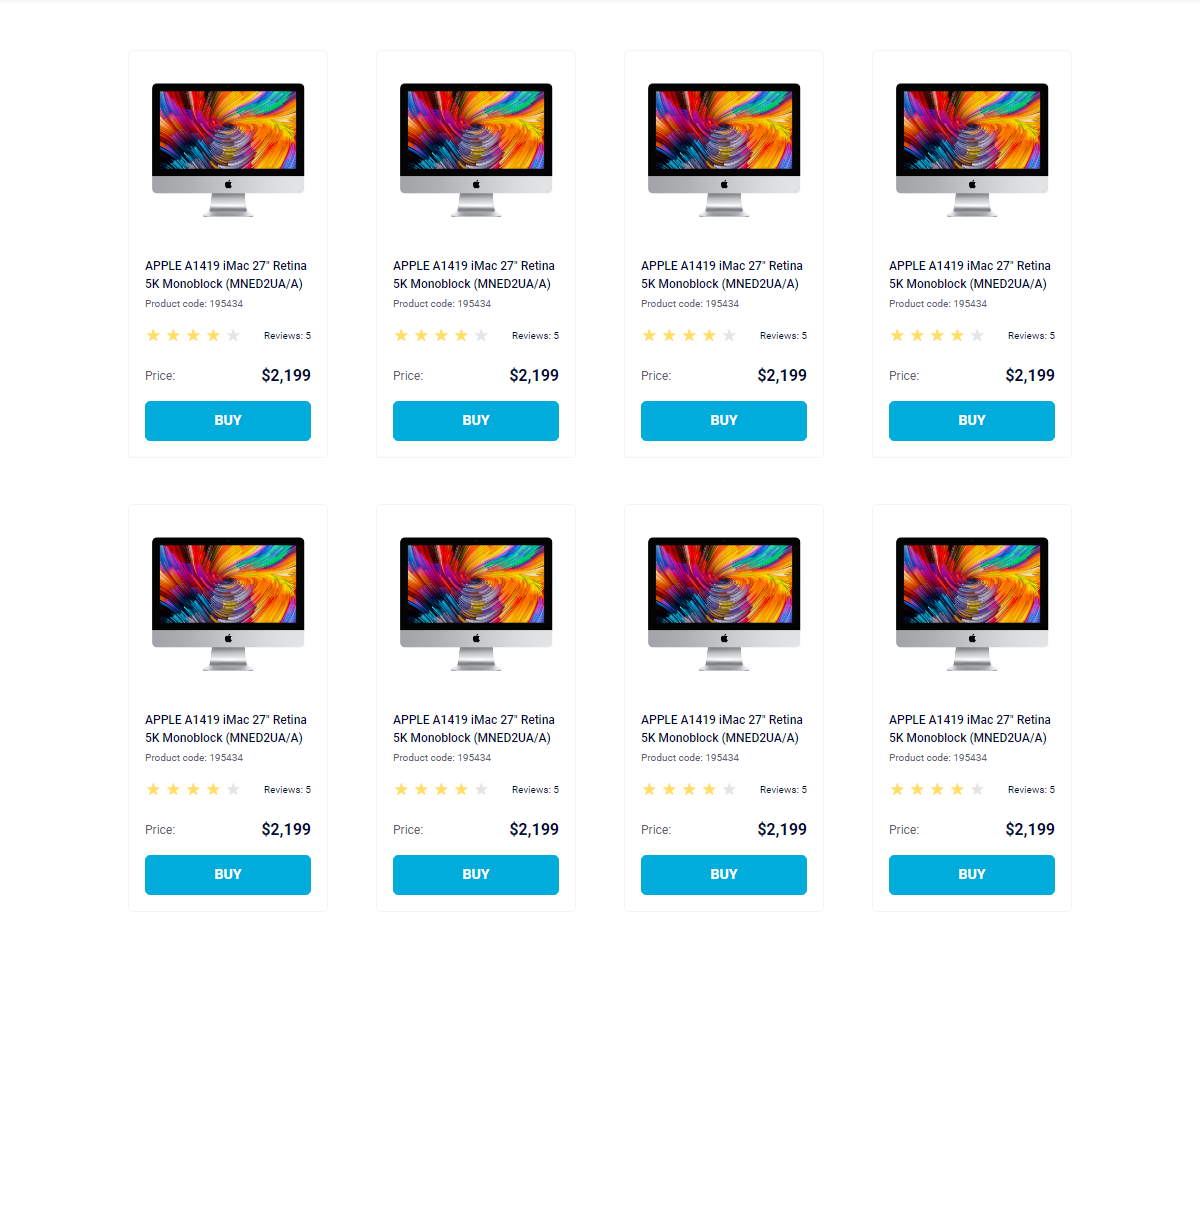 APPLE A1419 iMac 27" Retina
5K Monoblock (MNED2UA/A)
Product code: 195434
Reviews: 5
Price:
$2,199
BUY
APPLE A1419 iMac 27" Retina
5K Monoblock (MNED2UA/A)
Product code: 195434
Reviews: 5
Price:
$2,199
BUY
APPLE A1419 iMac 27" Retina
5K Monoblock (MNED2UA/A)
Product code: 195434
Reviews: 5
Price:
$2,199
BUY
APPLE A1419 iMac 27" Retina
5K Monoblock (MNED2UA/A)
Product code: 195434
Reviews: 5
Price:
$2,199
BUY
APPLE A1419 iMac 27" Retina
5K Monoblock (MNED2UA/A)
Product code: 195434
Reviews: 5
Price:
$2,199
BUY
APPLE A1419 iMac 27" Retina
5K Monoblock (MNED2UA/A)
Product code: 195434
Reviews: 5
Price:
$2,199
BUY
APPLE A1419 iMac 27" Retina
5K Monoblock (MNED2UA/A)
Product code: 195434
Reviews: 5
Price:
$2,199
BUY
APPLE A1419 iMac 27" Retina
5K Monoblock (MNED2UA/A)
Product code: 195434
Reviews: 5
Price:
$2,199
BUY